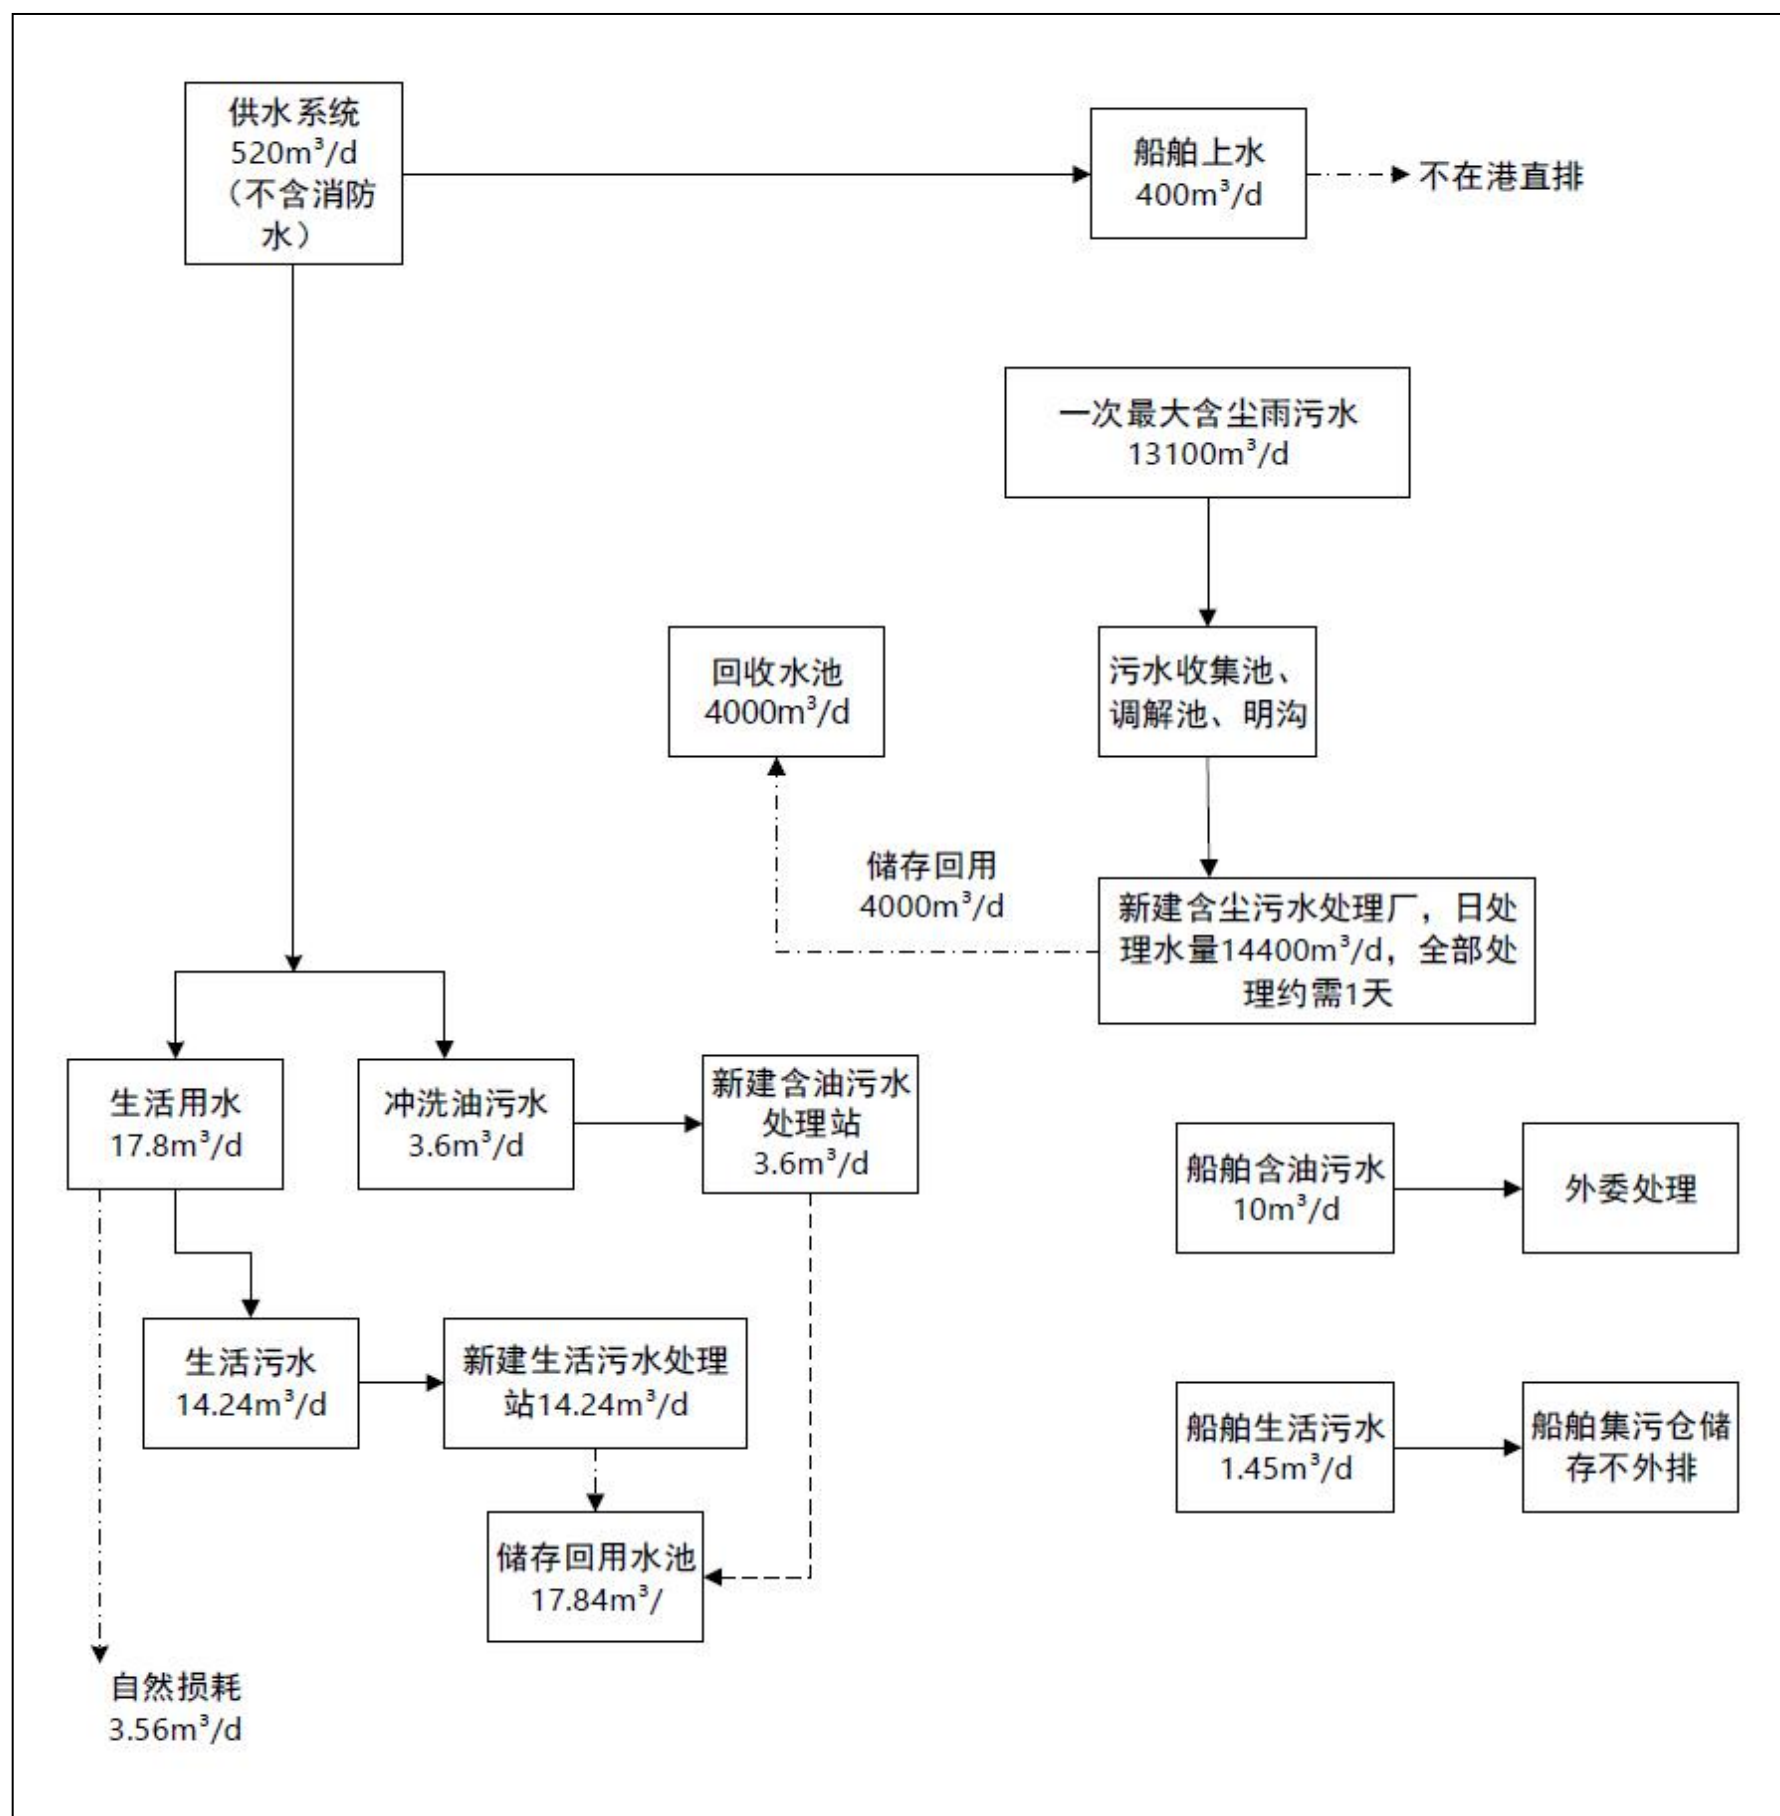 供水系统
520m³/d
（不含消防
水）
船舶上水
400m³/d
不在港直排
一次最大含尘雨污水
13100m³/d
回收水池
4000m³/d
污水收集池、
调解池、明沟
储存回用
4000m³/d
新建含尘污水处理厂，日处
理水量14400m³/d，全部处
理约需1天
生活用水
17.8m³/d
冲洗油污水
3.6m³/d
新建含油污水
处理站
3.6m³/d
船舶含油污水
10m³/d
外委处理
生活污水
14.24m³/d
新建生活污水处理
站14.24m³/d
船舶生活污水
1.45m³/d
船舶集污仓储
存不外排
储存回用水池
17.84m³/
自然损耗
3.56m³/d